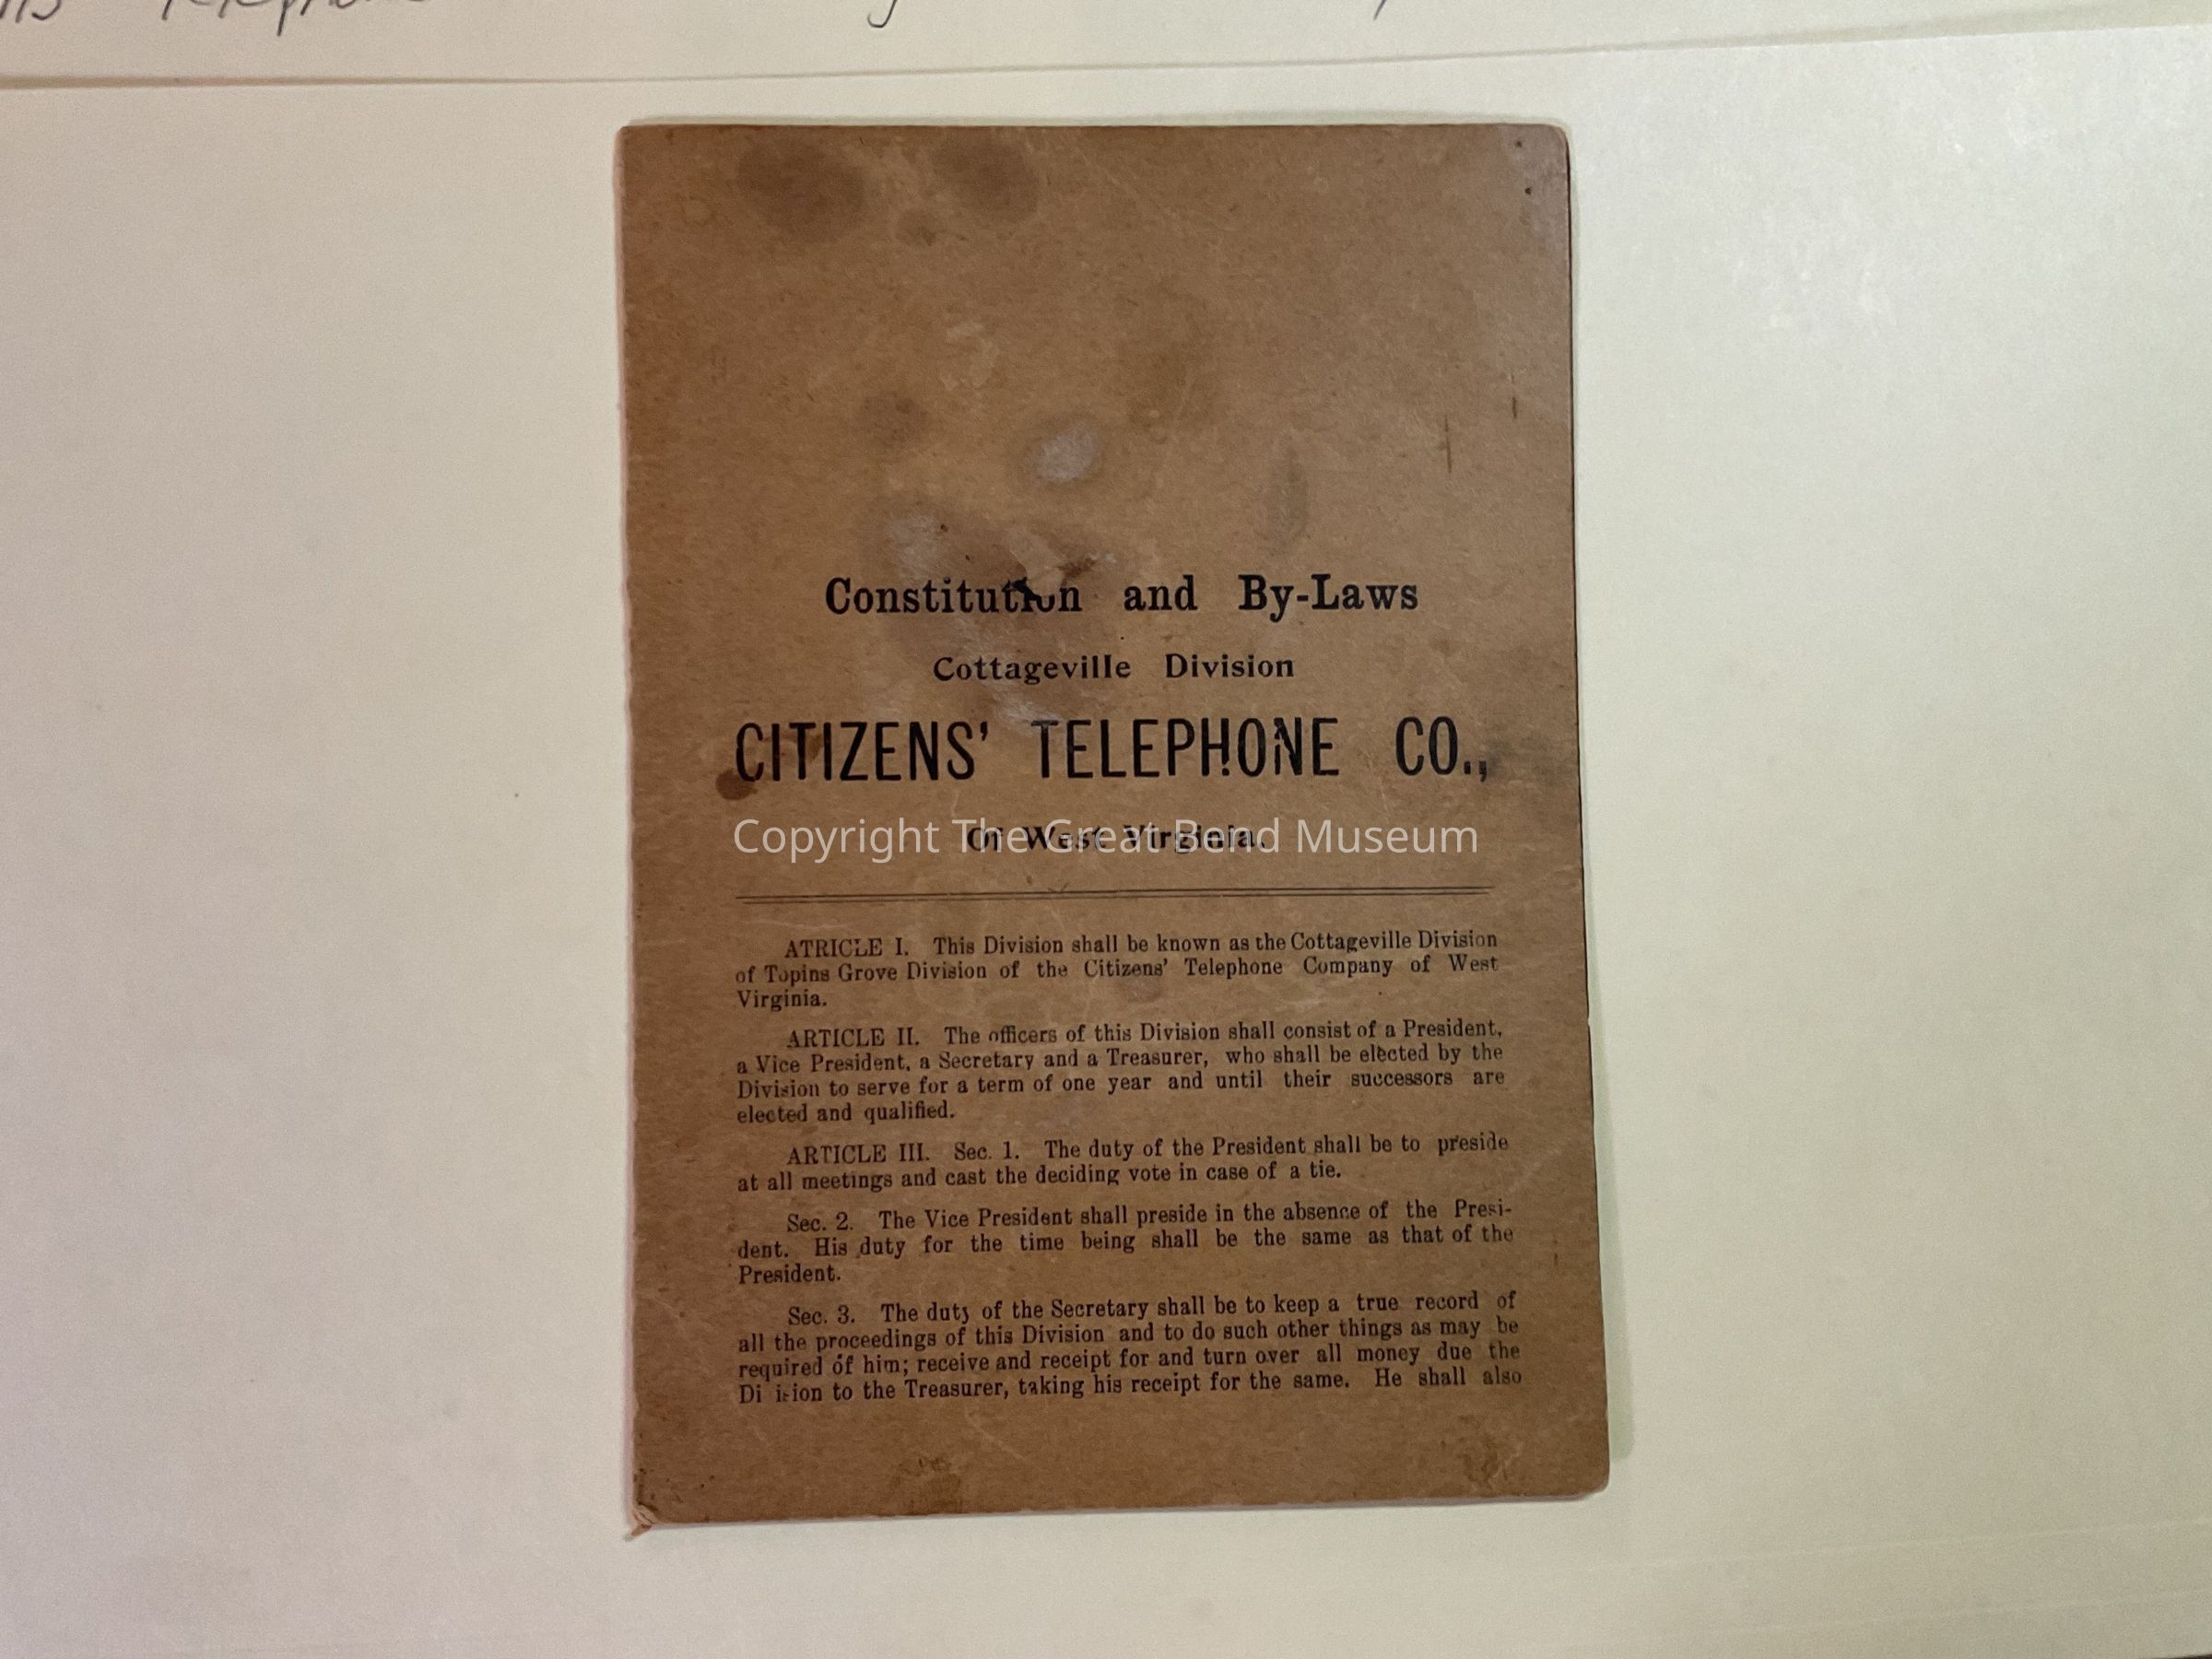 Telephone
Constitution and By-Laws
Cottageville Division
CITIZENS' TELEPHONE CO.,
Of West Virginia.
Copyright The Great Bend Museum
ATRICLE I. This Division shall be known as the Cottageville Division
of Topins Grove Division of the Citizens' Telephone Company of West
Virginia.
ARTICLE II. The officers of this Division shall consist of a President,
a Vice President, a Secretary and a Treasurer, who shall be elected by the
Division to serve for a term of one year and until their successors are
elected and qualified.
ARTICLE III. Sec. 1. The duty of the President shall be to preside
at all meetings and cast the deciding vote in case of a tie.
Sec. 2. The Vice President shall preside in the absence of the Presi-
dent. His duty for the time being shall be the same as that of the
President.
Sec. 3. The duty of the Secretary shall be to keep a true record of
all the proceedings of this Division and to do such other things as may be
required of him; receive and receipt for and turn over all money due the
Di ision to the Treasurer, taking his receipt for the same. He shall also